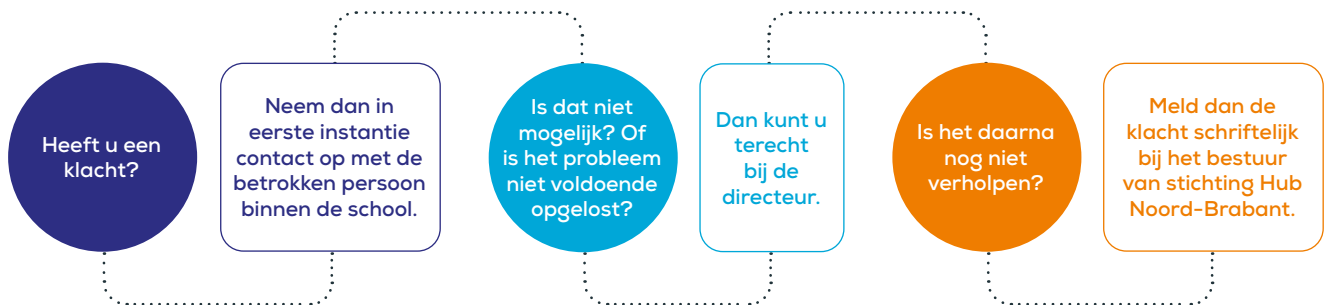 Heeft u een
klacht?
Neem dan in
eerste instantie
contact op met de
betrokken persoon
binnen de school.
Is dat niet
mogelijk? Of
is het probleem
niet voldoende
opgelost?
Dan kunt u
terecht
bij de
directeur.
Is het daarna
nog niet
verholpen?
Meld dan de
klacht schriftelijk
bij het bestuur
van stichting Hub
Noord-Brabant.